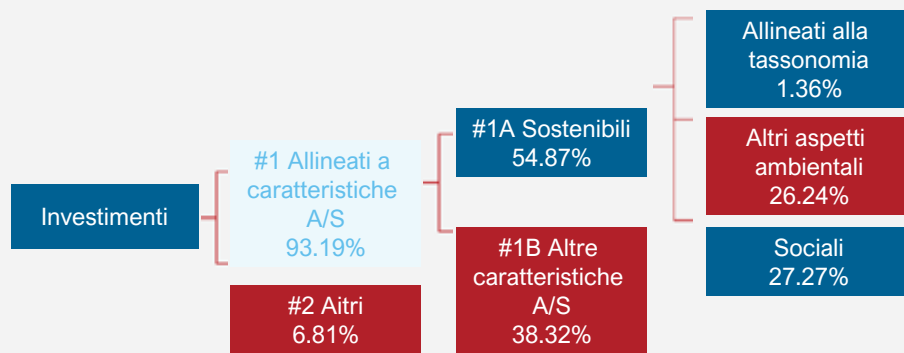 Investimenti
#1 Allineati a
caratteristiche
A/S
93.19%
#2 Aitri
6.81%
#1A Sostenibili
54.87%
#1B Altre
caratteristiche
A/S
38.32%
Allineati alla
tassonomia
1.36%
Altri aspetti
ambientali
26.24%
Sociali
27.27%